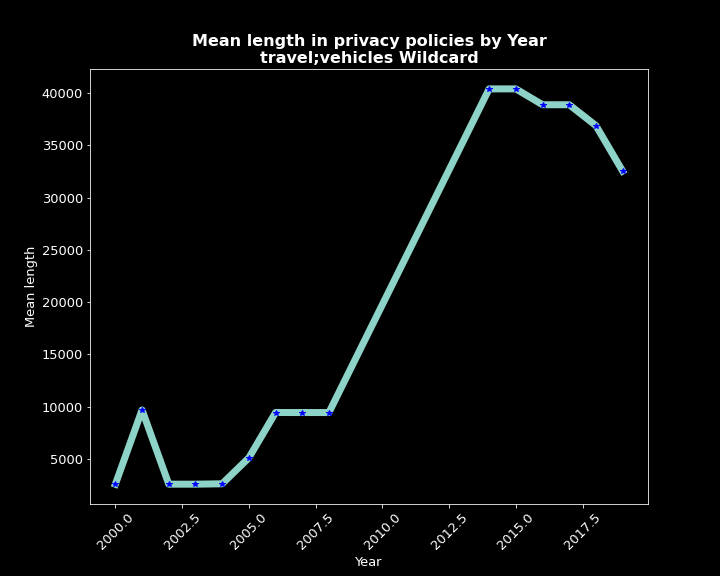 Mean length in privacy policies by Year
travel;vehicles Wildcard
Mean length
40000
35000
30000
25000
20000
15000
10000
5000
2000.0 2002.5 2005.0 2007.5 2010.0 2012.5 2015.0 2017.5
Year